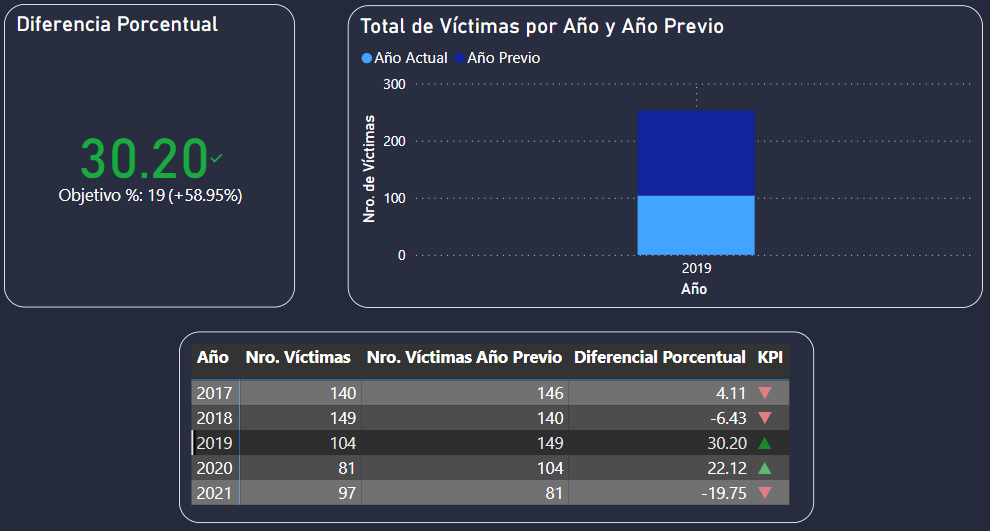 Diferencia Porcentual
30.20
Objetivo %: 19 (+58.95%)
Total de Víctimas por Año y Año Previo
Año Actual Año Previo
Nro. de Víctimas
300
200
100
0
2019
Año
Año Nro. Víctimas Nro. Víctimas Año Previo Diferencial Porcentual KPI
2017 140 146 4.11
2018 149 140 -6.43
2019 104 149 30.20
2020 81 104 22.12
2021 97 81 -19.75